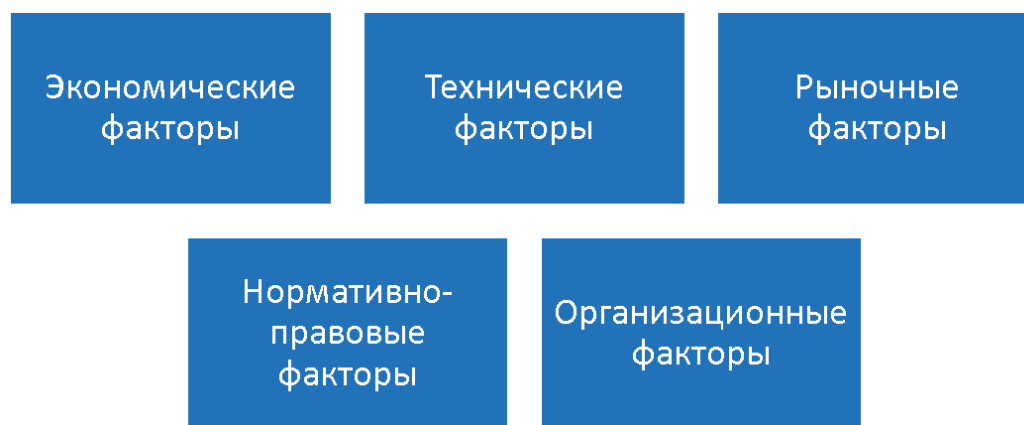 Экономические
факторы
Технические
факторы
Рыночные
факторы
Нормативно-
правовые
факторы
Организационные
факторы